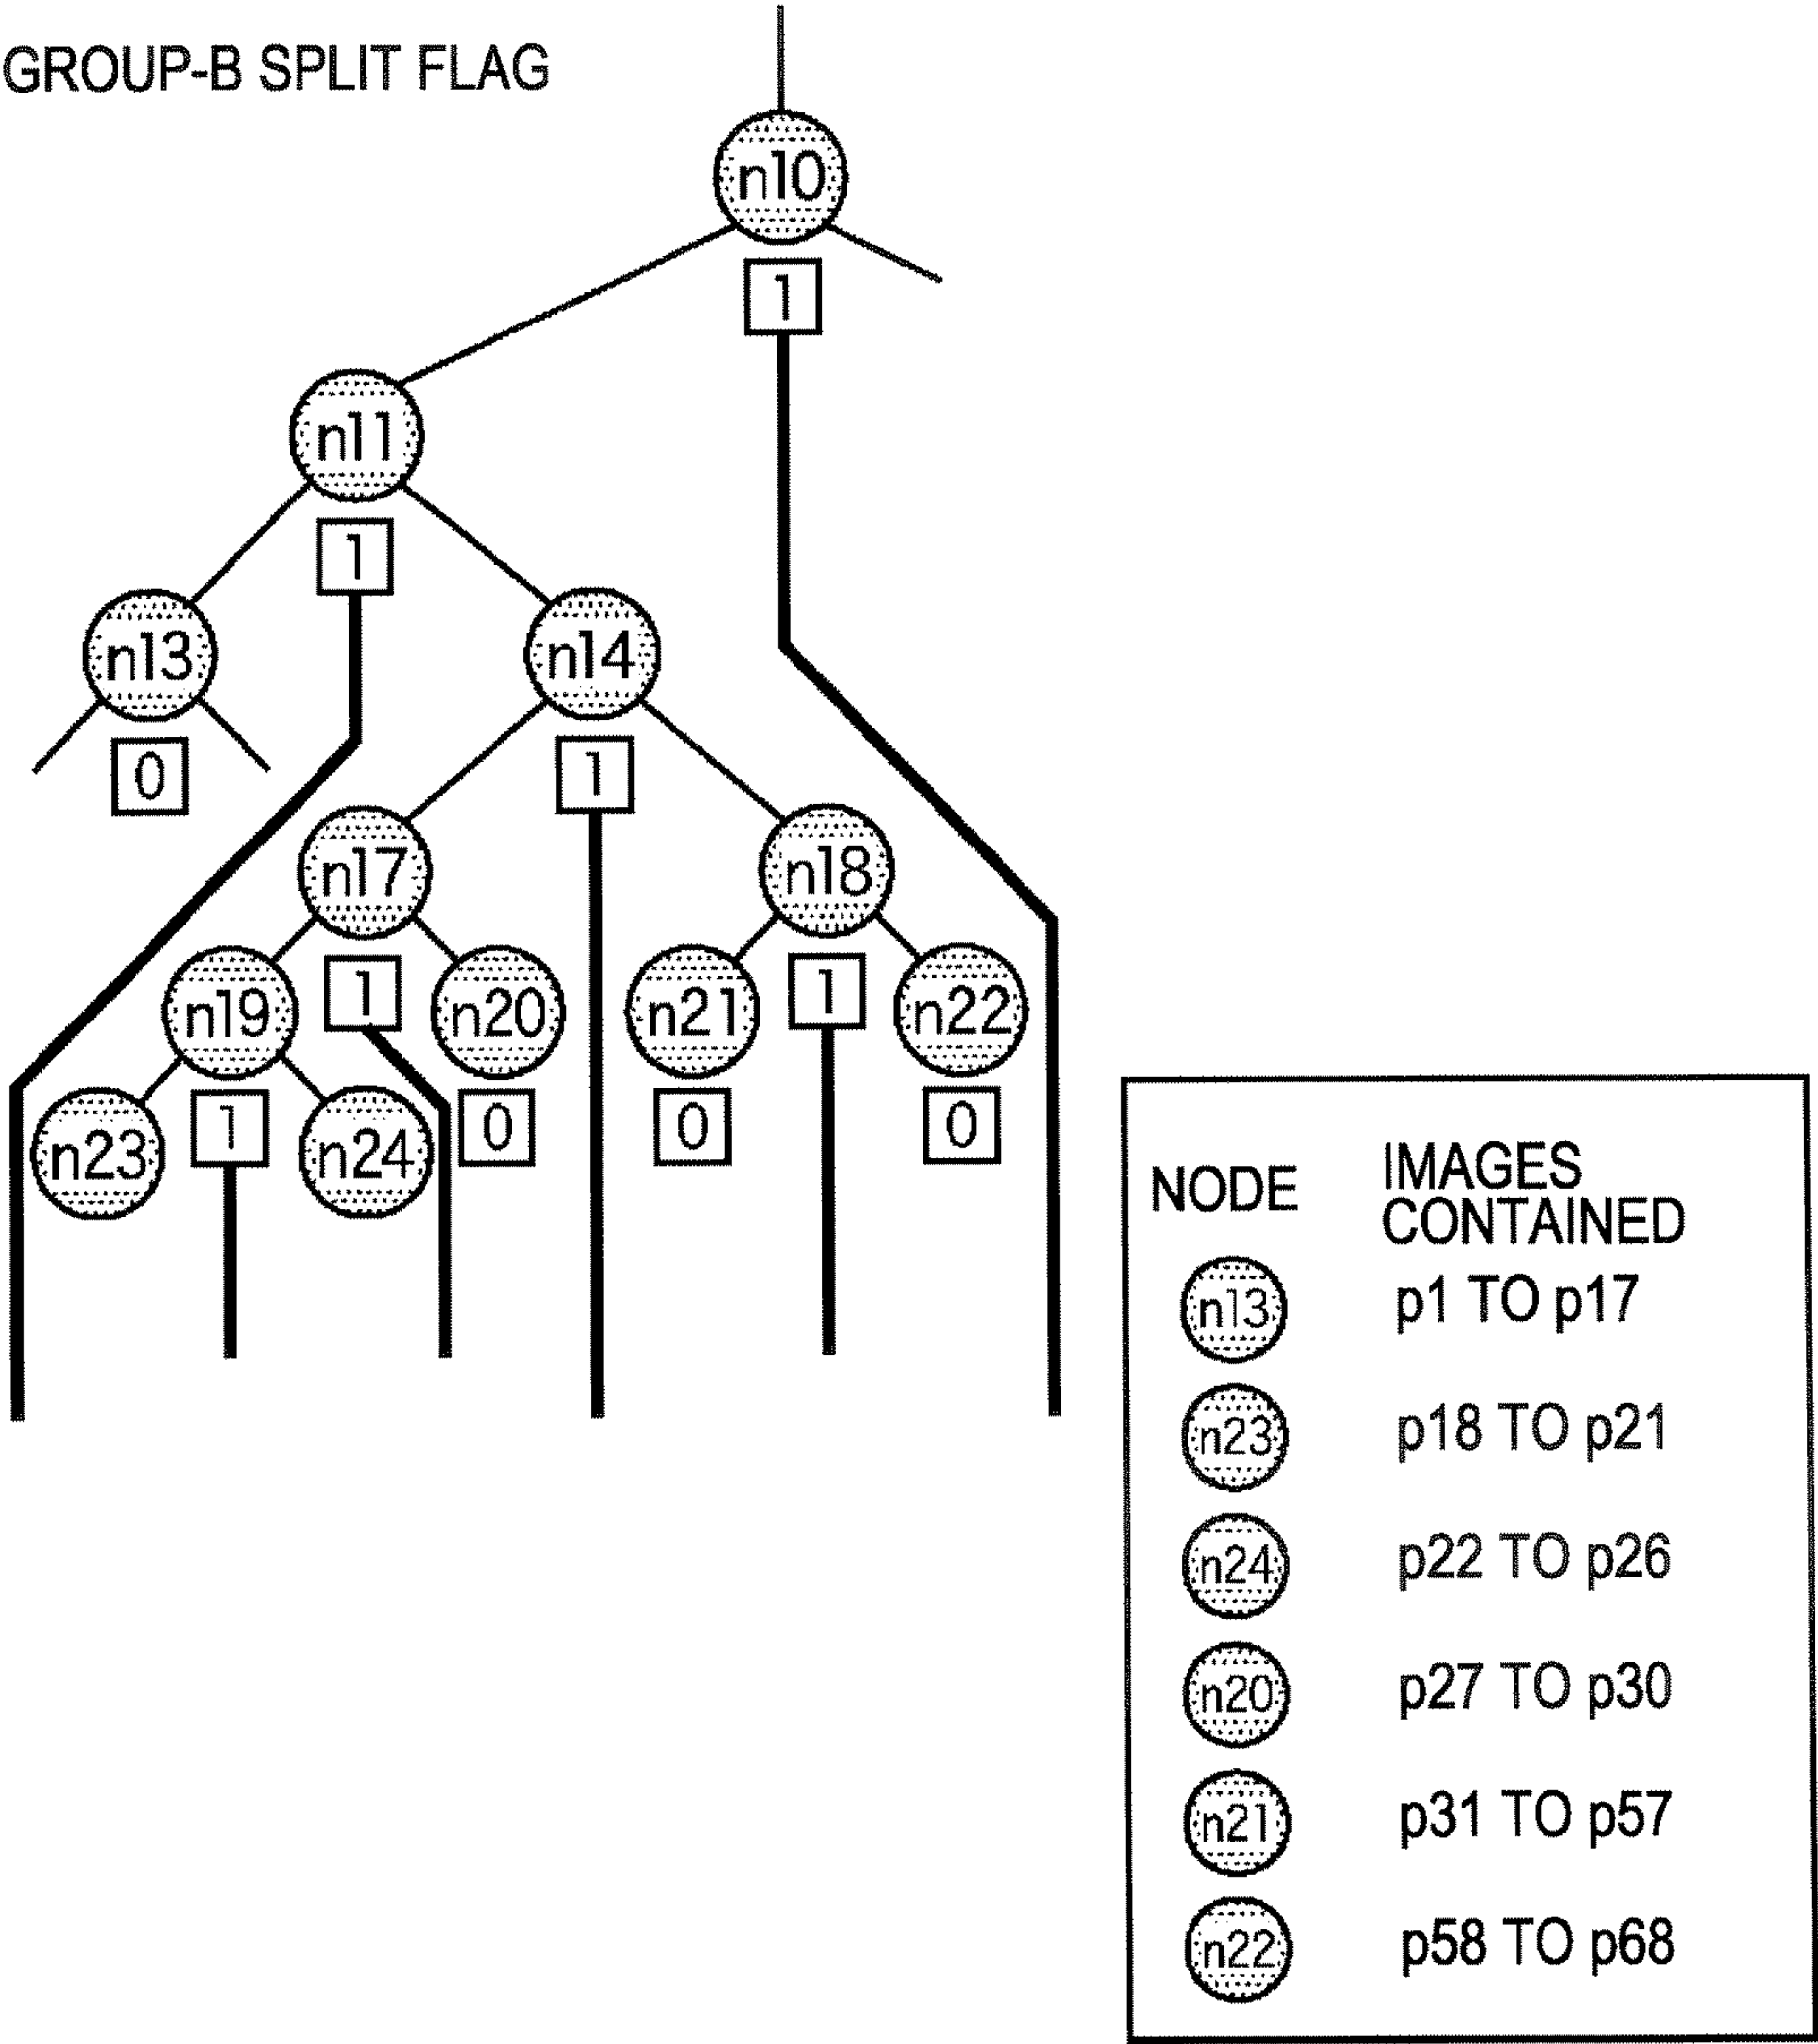 GROUP-B SPLIT FLAG
n10
1
n11
1
n13
n14
0
1
n17
n18
n19
1
n20
n21
1
n22
n23
1
n24
0
0
0
NODE
IMAGES
CONTAINED
n13 p1 TO p17
n23 p18 TO p21
n24 p22 TO p26
n20 p27 TO p30
n21 p31 TO p57
n22 p58 TO p68